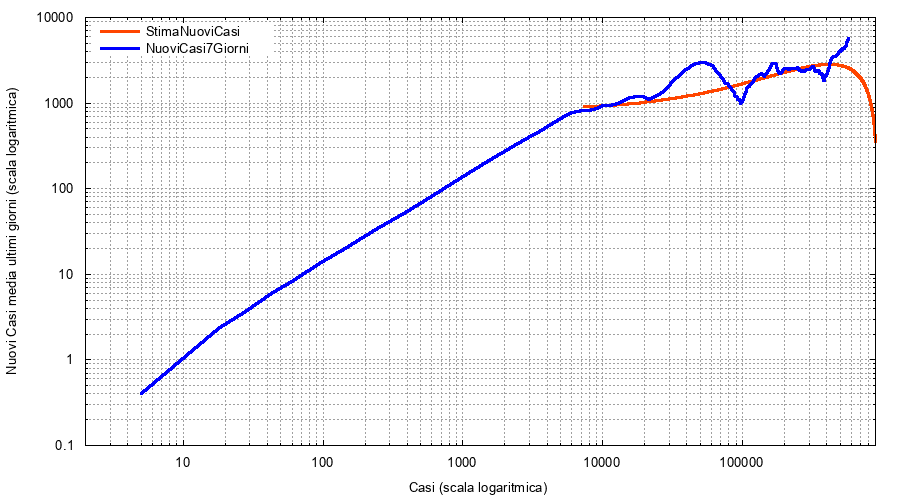 StimaNuoviCasi
NuoviCasi7Giorni
Nuovi Casi media ultimi giorni (scala logaritmica)
10000
1000
100
10
1
0.1
10 100 1000 10000 100000
Casi (scala logaritmica)